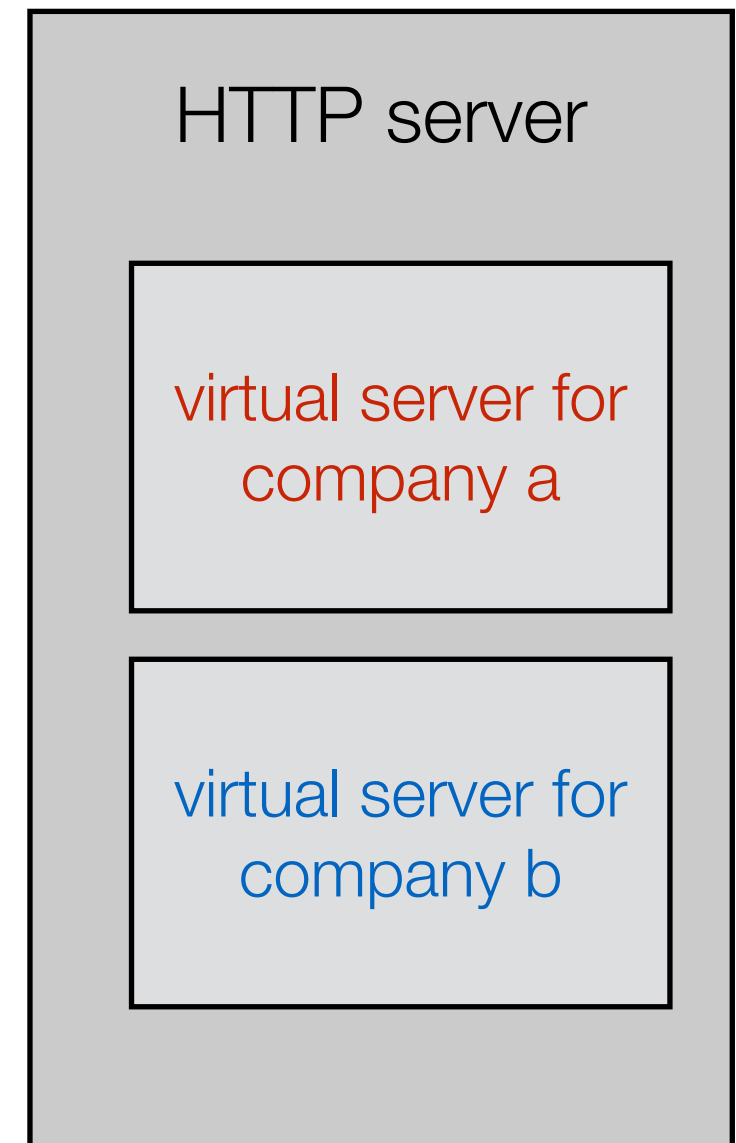 HTTP server
virtual server for
company a
virtual server for
company b